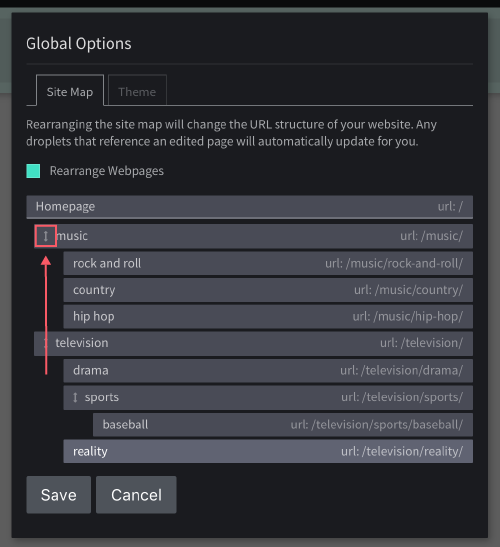 Global Options
Site Map
Theme
Rearranging the site map will change the URL structure of your website. Any
droplets that reference an edited page will automatically update for you.
Rearrange Webpages
Homepage url: /
music url: /music/
rock and roll url: /music/rock-and-roll/
country url: /music/country/
hip hop url: /music/hip-hop/
television url: /television/
drama url: /television/drama/
sports url: /television/sports/
baseball url: /television/sports/baseball/
reality url: /television/reality/
Save
Cancel